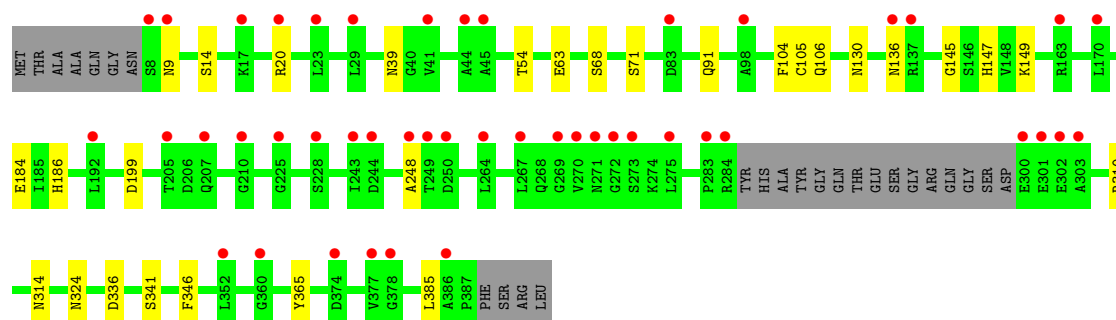 MET THR ALA ALA GLN GLY ASN S8 N9 S14 K17 R20 L23 L29 N39 G40 V41 A44 A45 T54 E63 S68 S71 D83 Q91 A98 F104 C105 Q106 N130 N136 R137 G145 S146 H147 V148 K149 R163 L170
E184 I185 H186 L192 D199 T205 D206 Q207 G210 G225 S228 I243 D244 A248 T249 D250 L264 L267 Q268 G269 V270 N271 G272 S273 K274 L275 P283 R284 TYR HIS ALA TYR GLY GLN THR GLU SER GLY ARG GLN GLY SER ASP E300 E301 E302 A303
N314 N324 D336 S341 F346 L352 G360 Y365 D374 V377 G378 L385 A386 P387 PHE SER ARG LEU